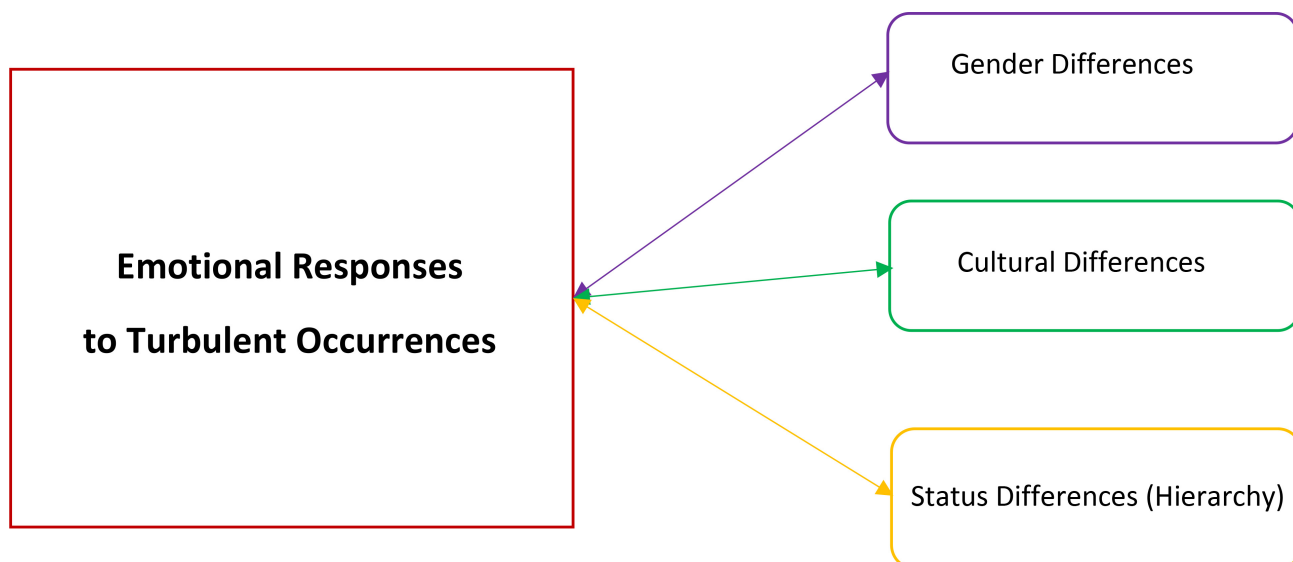 Gender Differences
Emotional Responses
to Turbulent Occurrences
Cultural Differences
Status Differences (Hierarchy)